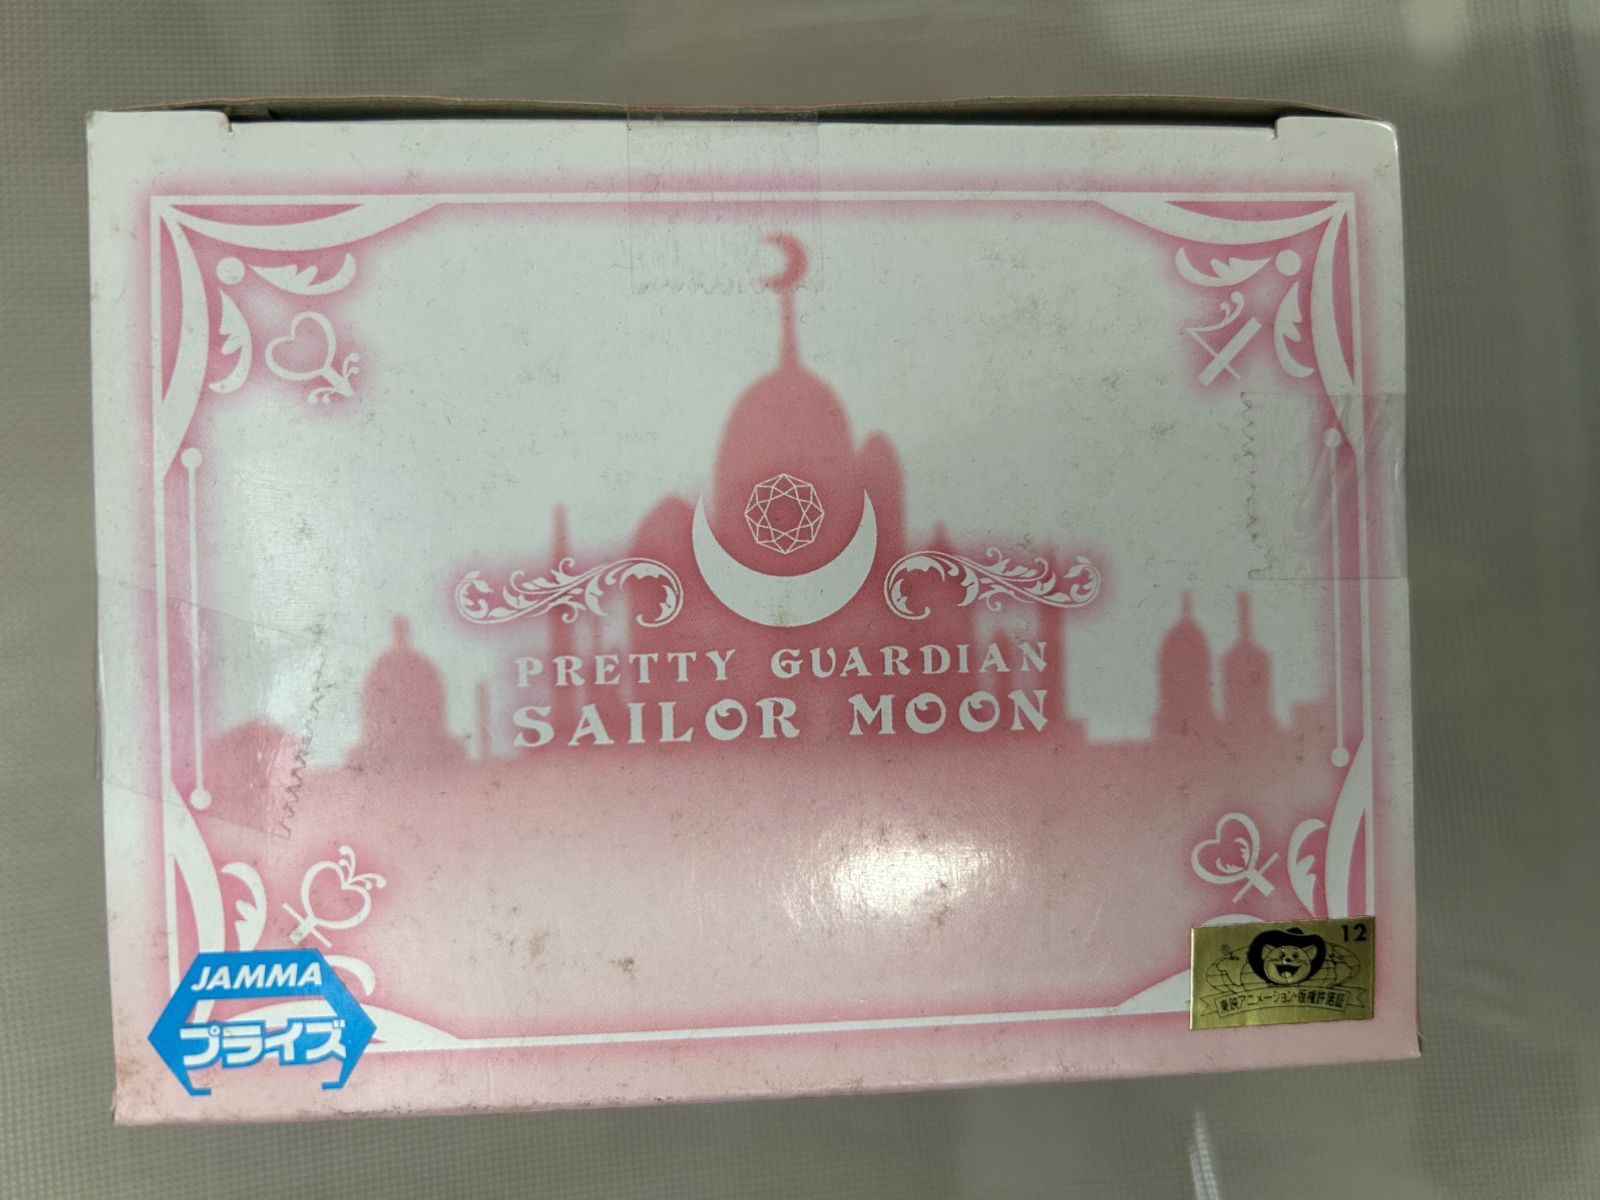 PRETTY GUARDIAN
SAILOR MOON
JAMMA
プライズ
12
東映アニメーション・版権許諾証